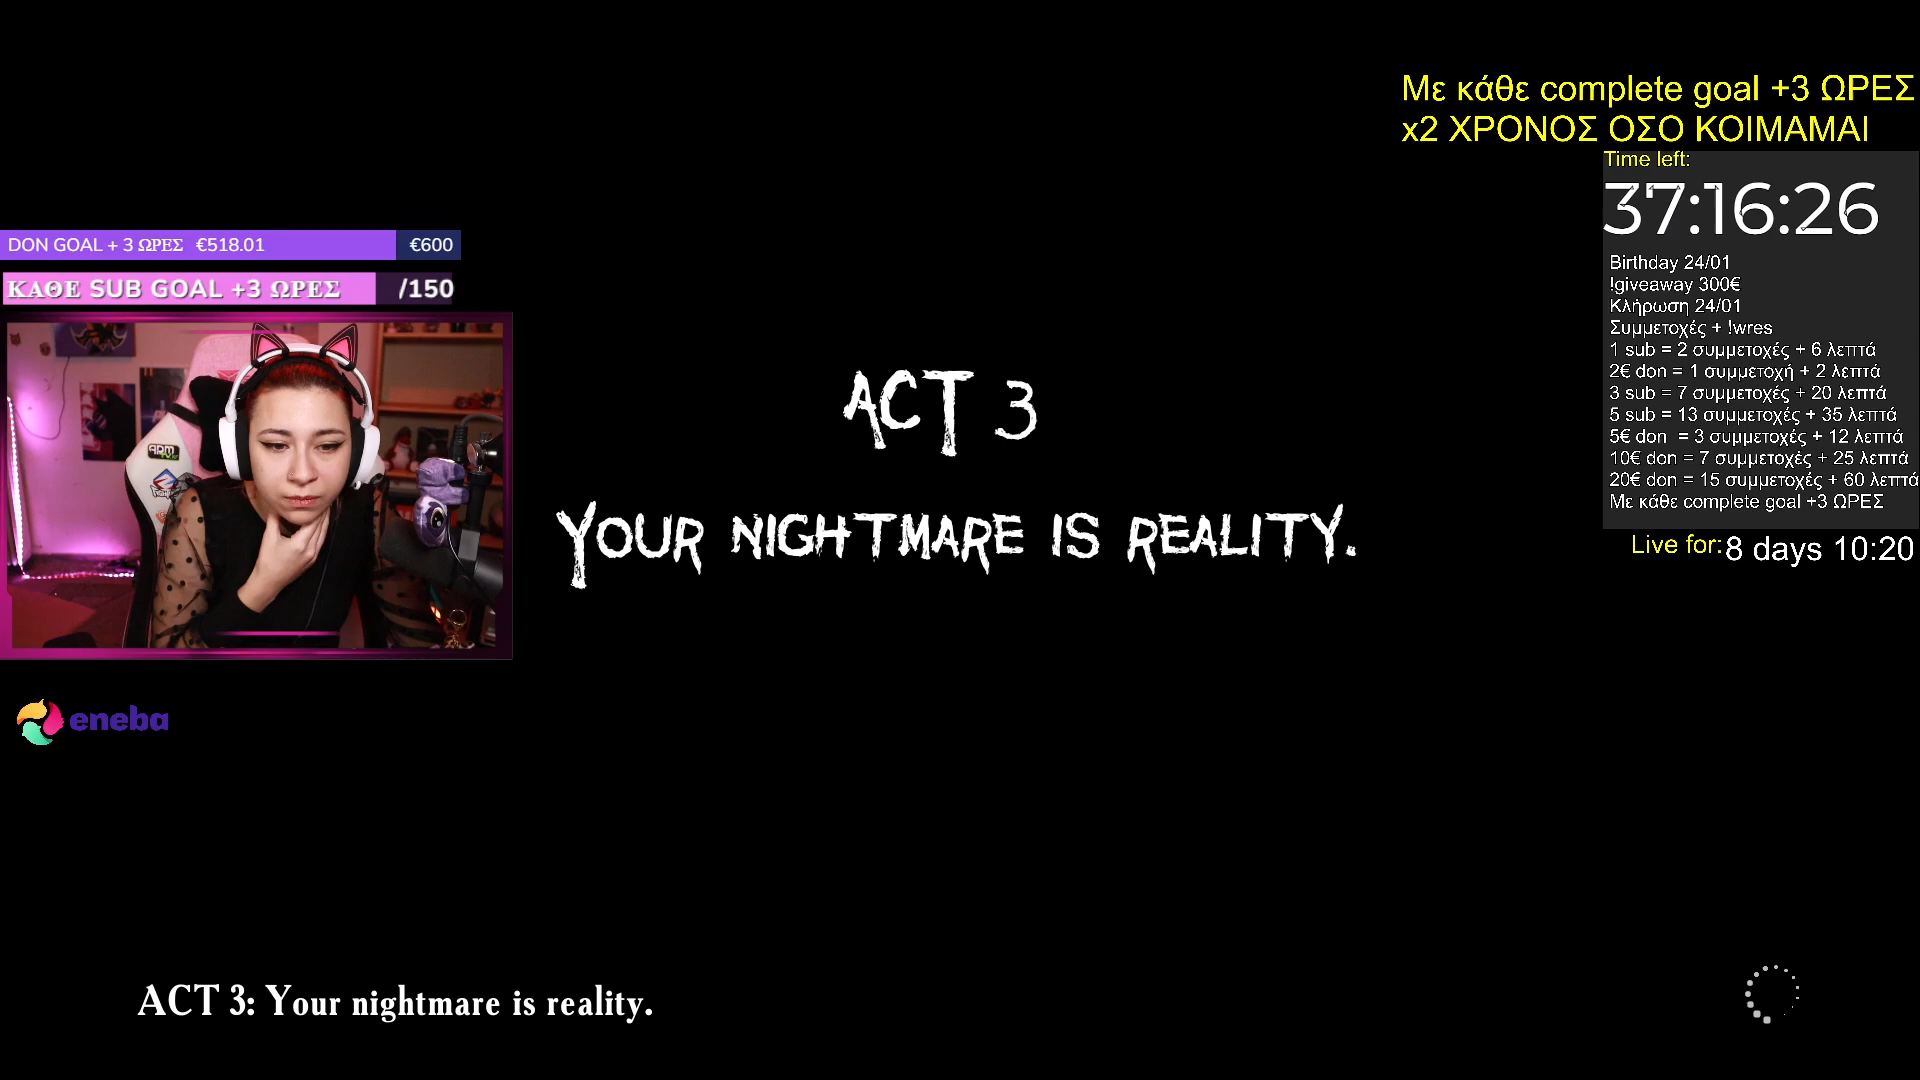 Με κάθε complete goal +3 ΩΡΕΣ
x2 ΧΡΟΝΟΣ ΟΣΟ ΚΟΙΜΑΜΑΙ
Time left:
37:16:26
Birthday 24/01
!giveaway 300€
Κλήρωση 24/01
Συμμετοχές + !wres
1 sub = 2 συμμετοχές + 6 λεπτά
2€ don = 1 συμμετοχή + 2 λεπτά
3 sub = 7 συμμετοχές + 20 λεπτά
5 sub = 13 συμμετοχές + 35 λεπτά
5€ don = 3 συμμετοχές + 12 λεπτά
10€ don = 7 συμμετοχές + 25 λεπτά
20€ don = 15 συμμετοχές + 60 λεπτά
Με κάθε complete goal +3 ΩΡΕΣ
Live for: 8 days 10:20
DON GOAL + 3 ΩΡΕΣ €518.01 €600
ΚΑΘΕ SUB GOAL +3 ΩΡΕΣ /150
eneba
ACT 3
YOUR NIGHTMARE IS REALITY.
ACT 3: Your nightmare is reality.